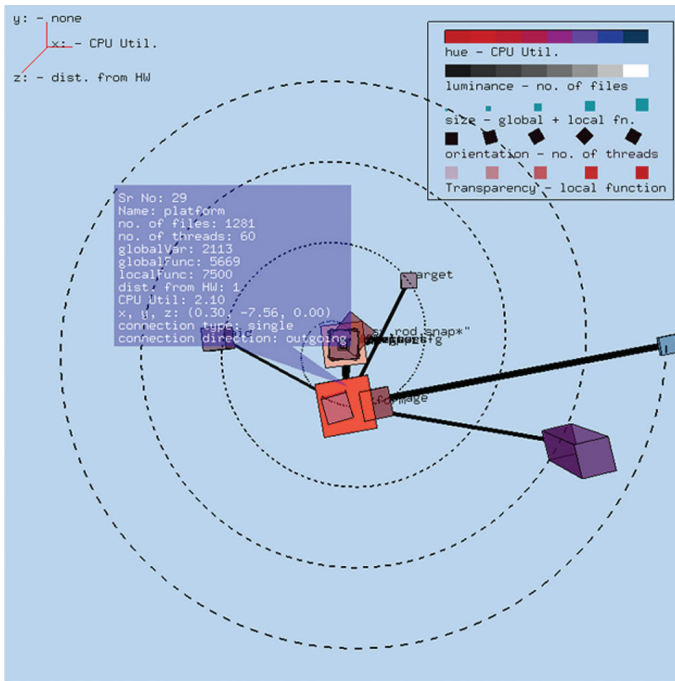 y: - none
x: - CPU Util.
z: - dist. from HW
hue - CPU Util.
luminance - no. of files
size - global + local fn.
orientation - no. of threads
Transparency - local function
Sr No: 29
Name: platform
no. of files: 1281
no. of threads: 60
globalVar: 2113
globalFunc: 5669
localFunc: 7500
dist. from HW: 1
CPU Util: 2.10
x, y, z: (0.30, -7.56, 0.00)
connection type: single
connection direction: outgoing
arget
rod_snap*"